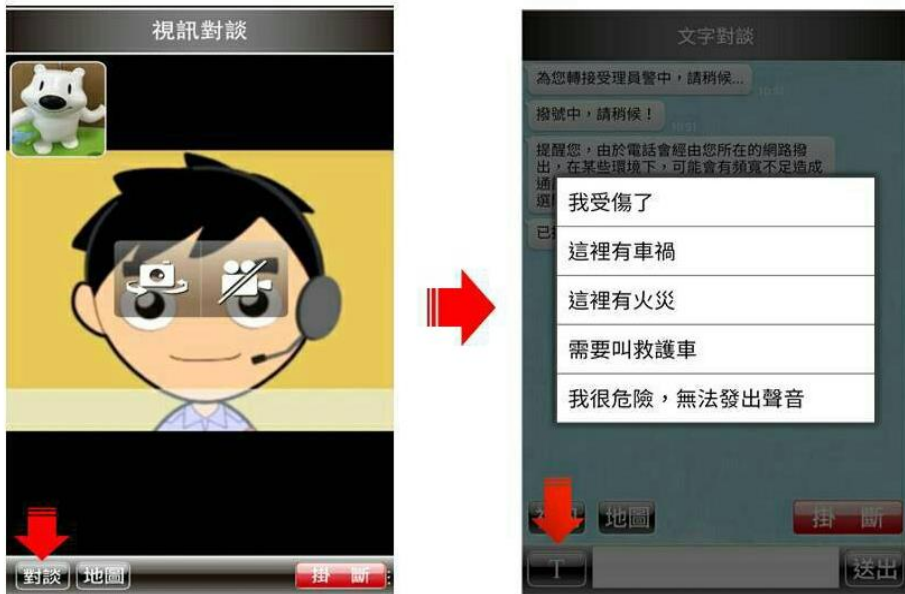 視訊對談
對談
地圖
掛 斷
文字對談
為您轉接受理員警中，請稍候...
10:51
撥號中，請稍候！
10:51
提醒您，由於電話會經由您所在的網路撥
出，在某些環境下，可能會有頻寬不足造成
我受傷了
這裡有車禍
這裡有火災
需要叫救護車
我很危險，無法發出聲音
地圖
掛 斷
T
送出